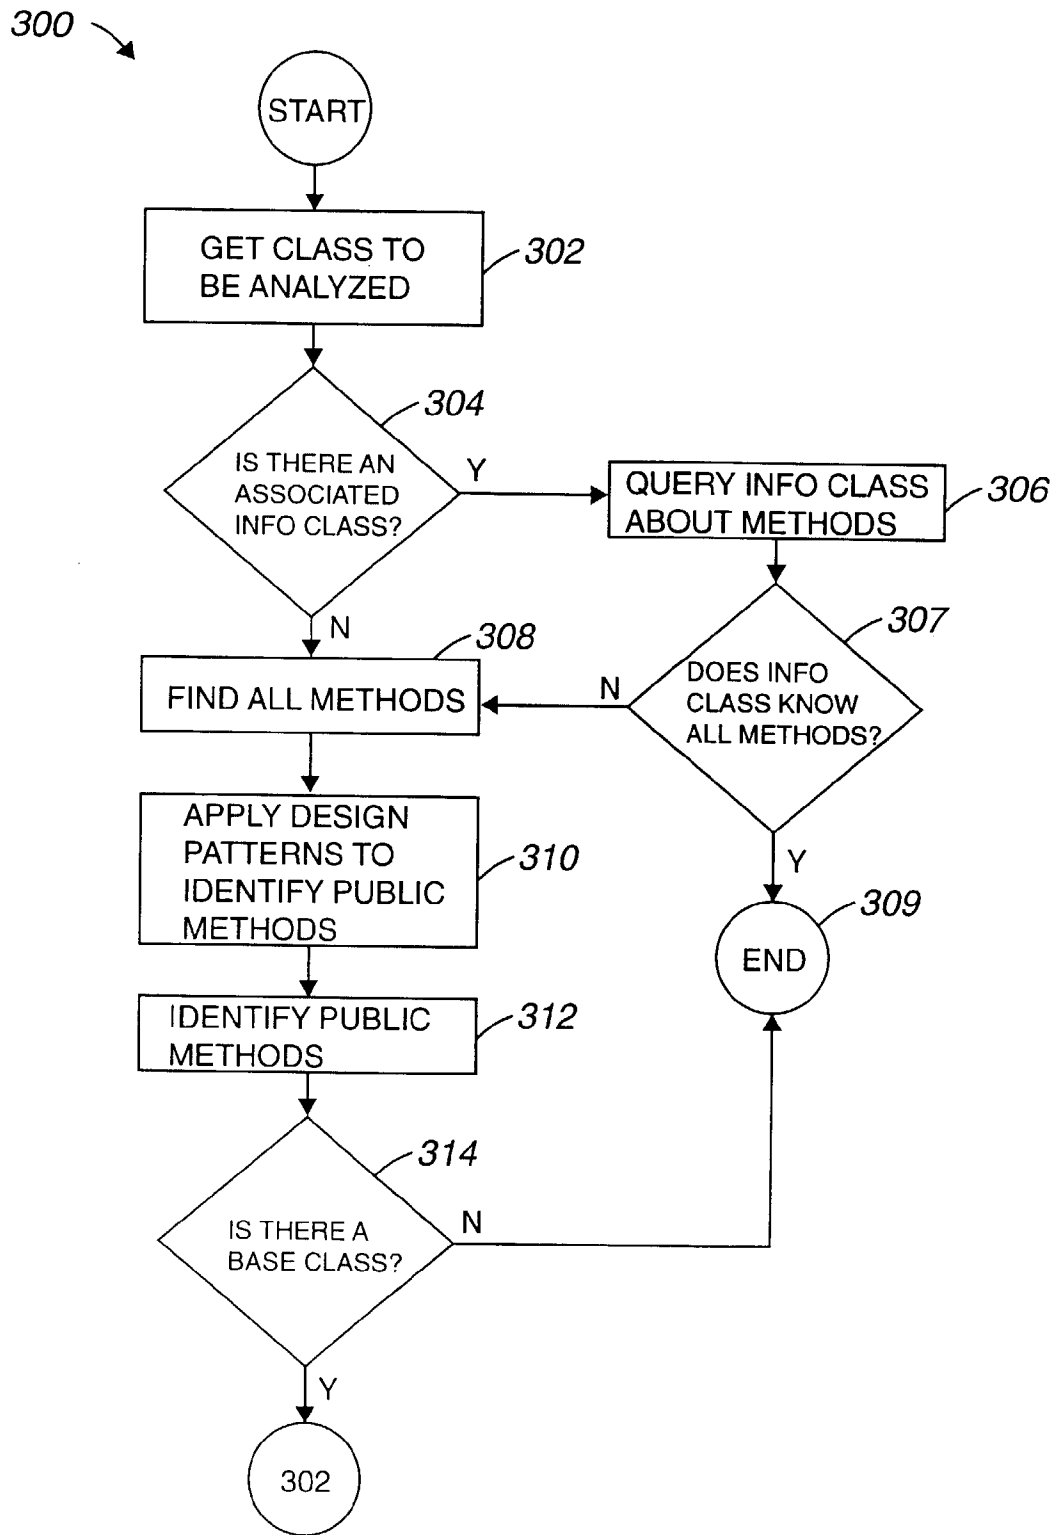 300
START
GET CLASS TO
BE ANALYZED
302
304
IS THERE AN
ASSOCIATED
INFO CLASS?
Y
QUERY INFO CLASS
ABOUT METHODS
306
N
308
FIND ALL METHODS
307
DOES INFO
CLASS KNOW
ALL METHODS?
N
Y
309
END
APPLY DESIGN
PATTERNS TO
IDENTIFY PUBLIC
METHODS
310
IDENTIFY PUBLIC
METHODS
312
314
IS THERE A
BASE CLASS?
N
Y
302